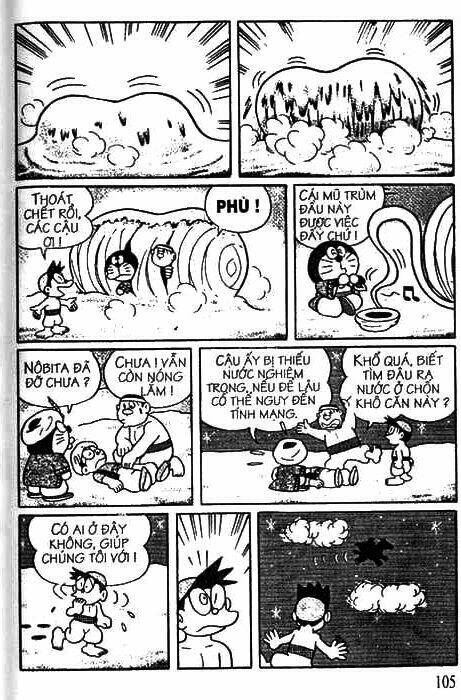 THOÁT
CHẾT RỒI,
CÁC CẬU
ƠI !
PHÙ !
CÁI MŨ TRÙM
ĐẦU NÀY
ĐƯỢC VIỆC
ĐẤY CHỨ !
NÔBITA ĐÃ
ĐỠ CHƯA ?
CHƯA ! VẪN
CÒN NÓNG
LẮM !
CẬU ẤY BỊ THIẾU
NƯỚC NGHIÊM
TRỌNG, NẾU ĐỂ LÂU
CÓ THỂ NGUY ĐẾN
TÍNH MẠNG.
KHỔ QUÁ, BIẾT
TÌM ĐÂU RA
NƯỚC Ở CHỐN
KHÔ CẰN NÀY ?
CÓ AI Ở ĐÂY
KHÔNG, GIÚP
CHÚNG TÔI VỚI !
105